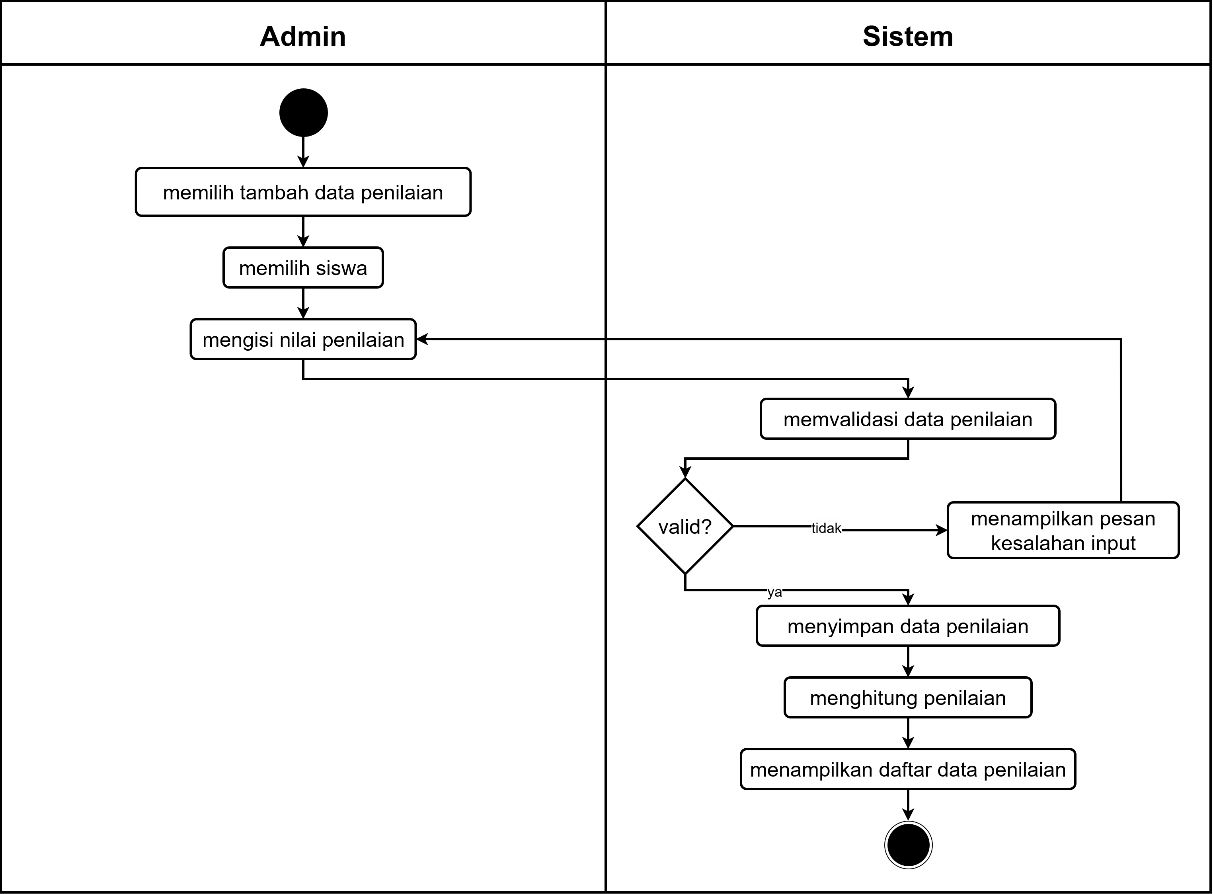 Admin
Sistem
memilih tambah data penilaian
memilih siswa
mengisi nilai penilaian
memvalidasi data penilaian
valid?
tidak
menampilkan pesan
kesalahan input
ya
menyimpan data penilaian
menghitung penilaian
menampilkan daftar data penilaian